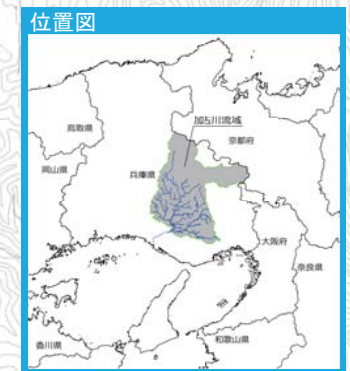 位置図
鳥取県
加古川流域
京都府
岡山県
兵庫県
大阪府
奈良県
香川県
和歌山県